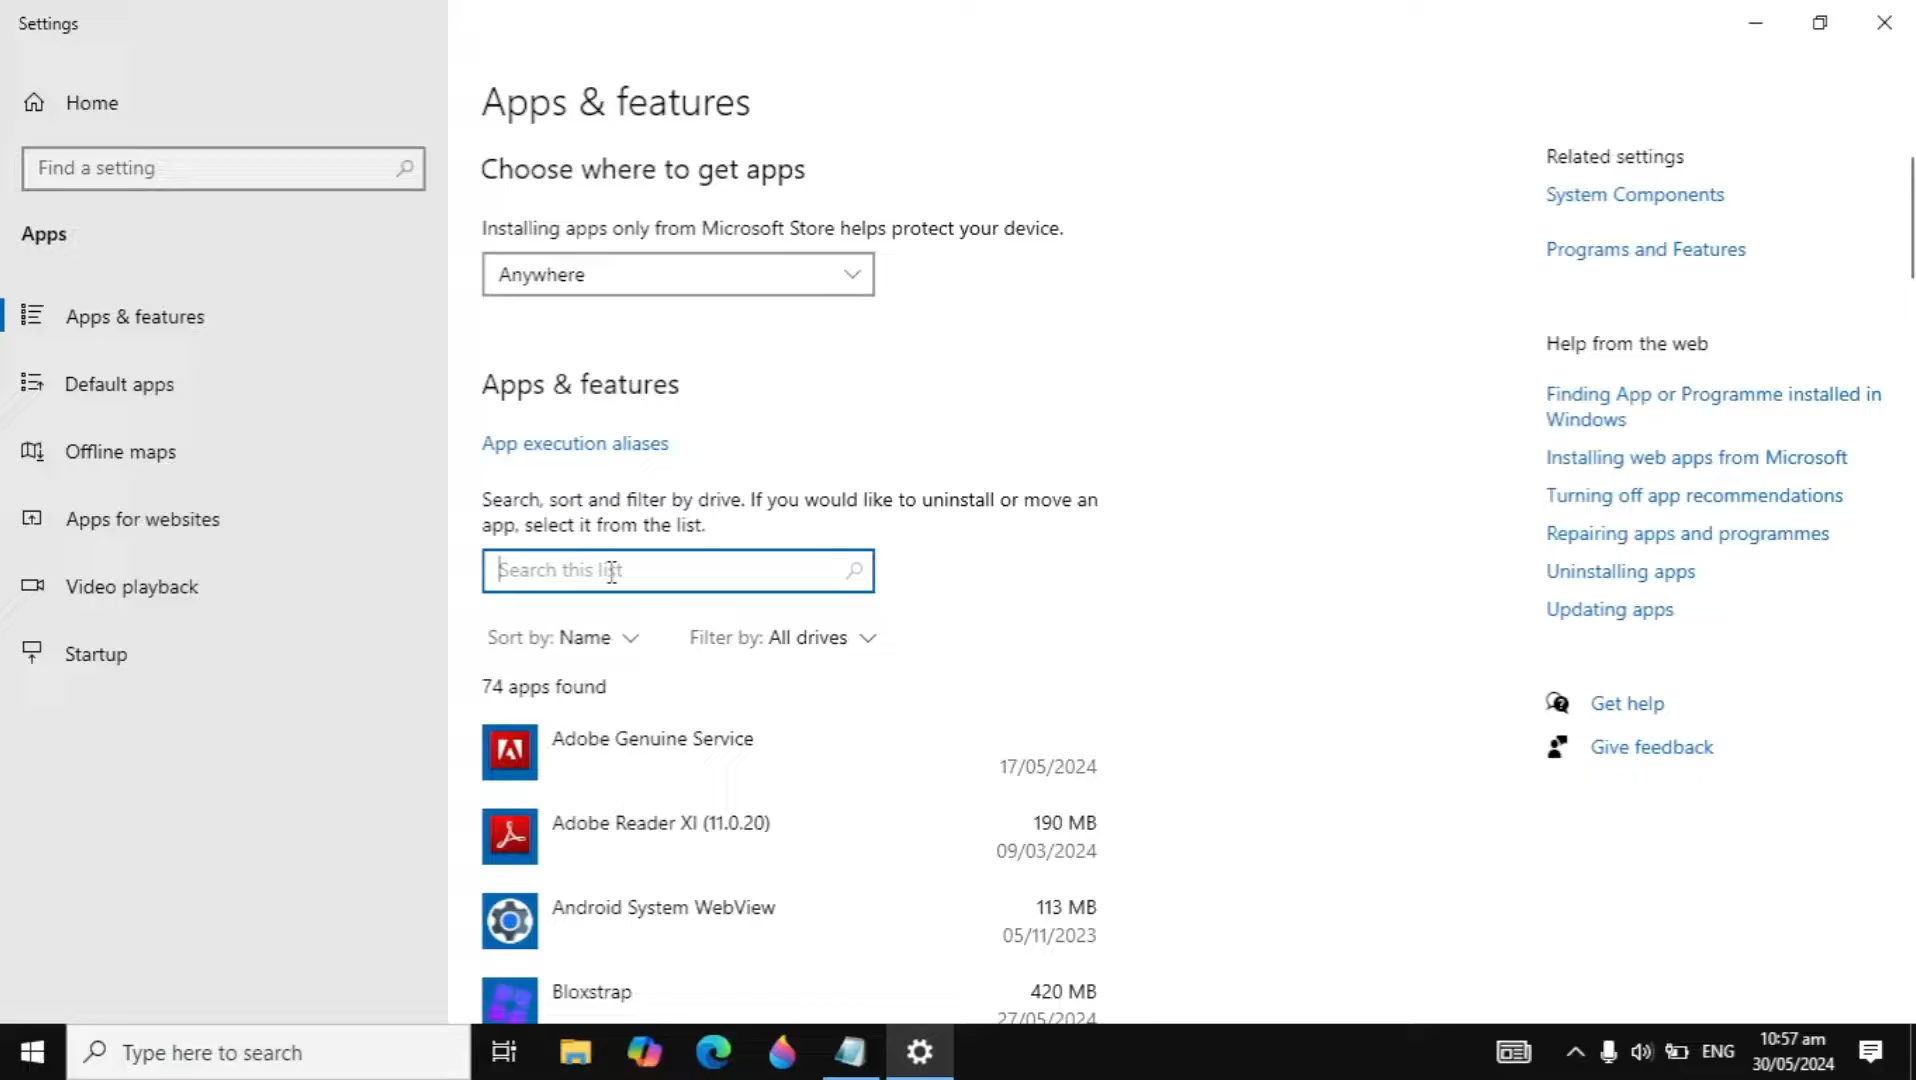 Settings
Home
Find a setting
Apps
Apps & features
Default apps
Offline maps
Apps for websites
Video playback
Startup
Apps & features
Choose where to get apps
Installing apps only from Microsoft Store helps protect your device.
Anywhere
Apps & features
App execution aliases
Search, sort and filter by drive. If you would like to uninstall or move an
app, select it from the list.
Search this list
Sort by: Name Filter by: All drives
74 apps found
Adobe Genuine Service
17/05/2024
Adobe Reader XI (11.0.20) 190 MB
09/03/2024
Android System WebView 113 MB
05/11/2023
Bloxstrap 420 MB
27/05/2024
Related settings
System Components
Programs and Features
Help from the web
Finding App or Programme installed in
Windows
Installing web apps from Microsoft
Turning off app recommendations
Repairing apps and programmes
Uninstalling apps
Updating apps
Get help
Give feedback
Type here to search
ENG
10:57 am
30/05/2024